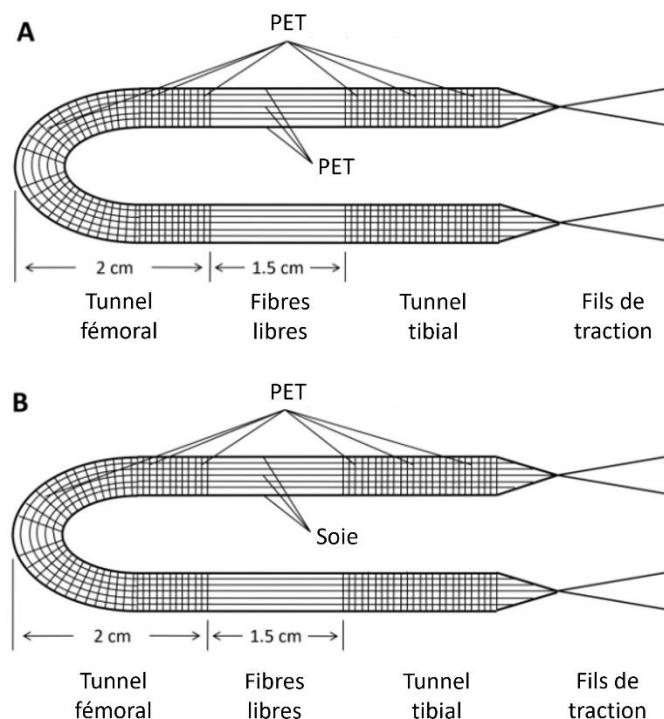 A
PET
PET
2 cm
1.5 cm
Tunnel
fémoral
Fibres
libres
Tunnel
tibial
Fils de
traction
B
PET
Soie
2 cm
1.5 cm
Tunnel
fémoral
Fibres
libres
Tunnel
tibial
Fils de
traction